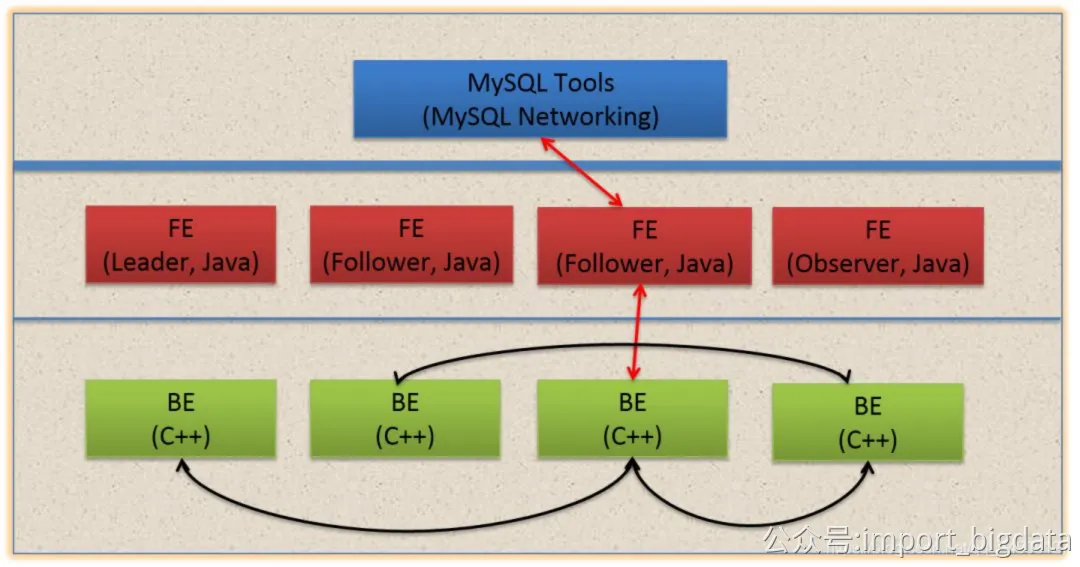 MySQL Tools
(MySQL Networking)
FE
(Leader, Java)
FE
(Follower, Java)
FE
(Follower, Java)
FE
(Observer, Java)
BE
(C++)
BE
(C++)
BE
(C++)
BE
(C++)
公众号:import_bigdata